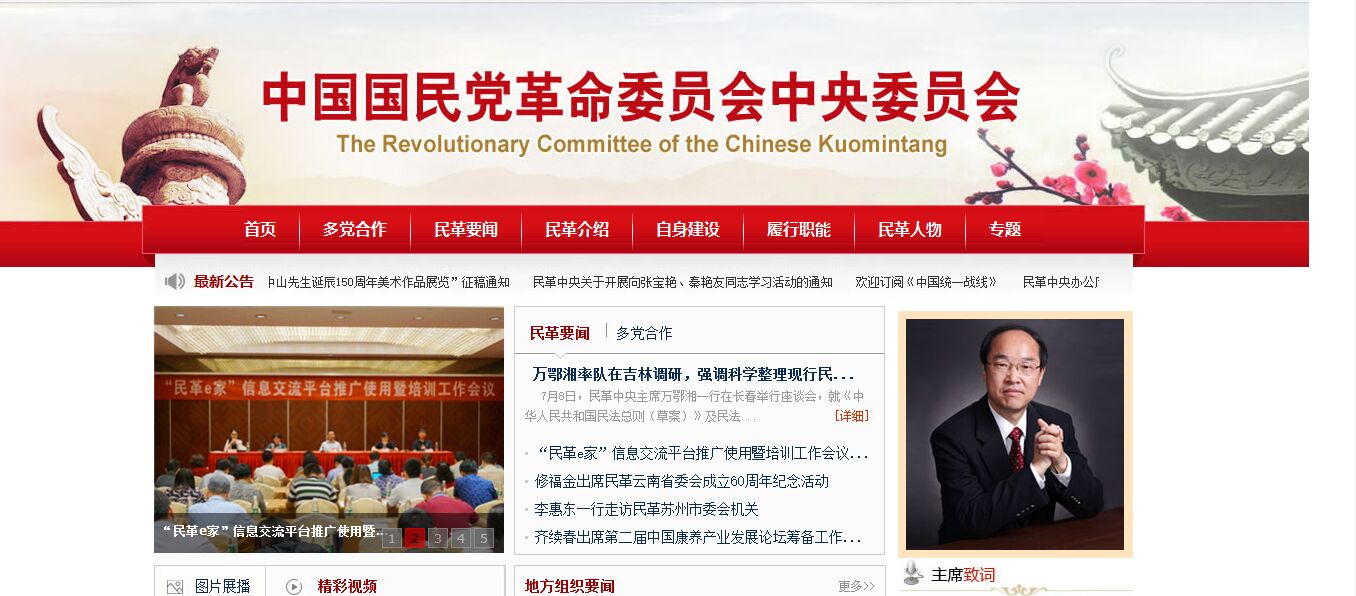 中国国民党革命委员会中央委员会
The Revolutionary Committee of the Chinese Kuomintang
首页 多党合作 民革要闻 民革介绍 自身建设 履行职能 民革人物 专题
最新公告 中山先生诞辰150周年美术作品展览”征稿通知 民革中央关于开展向张宝艳、秦艳友同志学习活动的通知 欢迎订阅《中国统一战线》 民革中央办公厅
“民革e家”信息交流平台推广使用暨培训工作会议
“民革e家”信息交流平台推广使用暨...
1 2 3 4 5
民革要闻 多党合作
万鄂湘率队在吉林调研，强调科学整理现行民...
7月8日，民革中央主席万鄂湘一行在长春举行座谈会，就《中
华人民共和国民法总则（草案）》及民法... [详细]
“民革e家”信息交流平台推广使用暨培训工作会议...
修福金出席民革云南省委会成立60周年纪念活动
李惠东一行走访民革苏州市委会机关
齐续春出席第二届中国康养产业发展论坛筹备工作...
主席致词
图片展播 精彩视频
地方组织要闻 更多>>